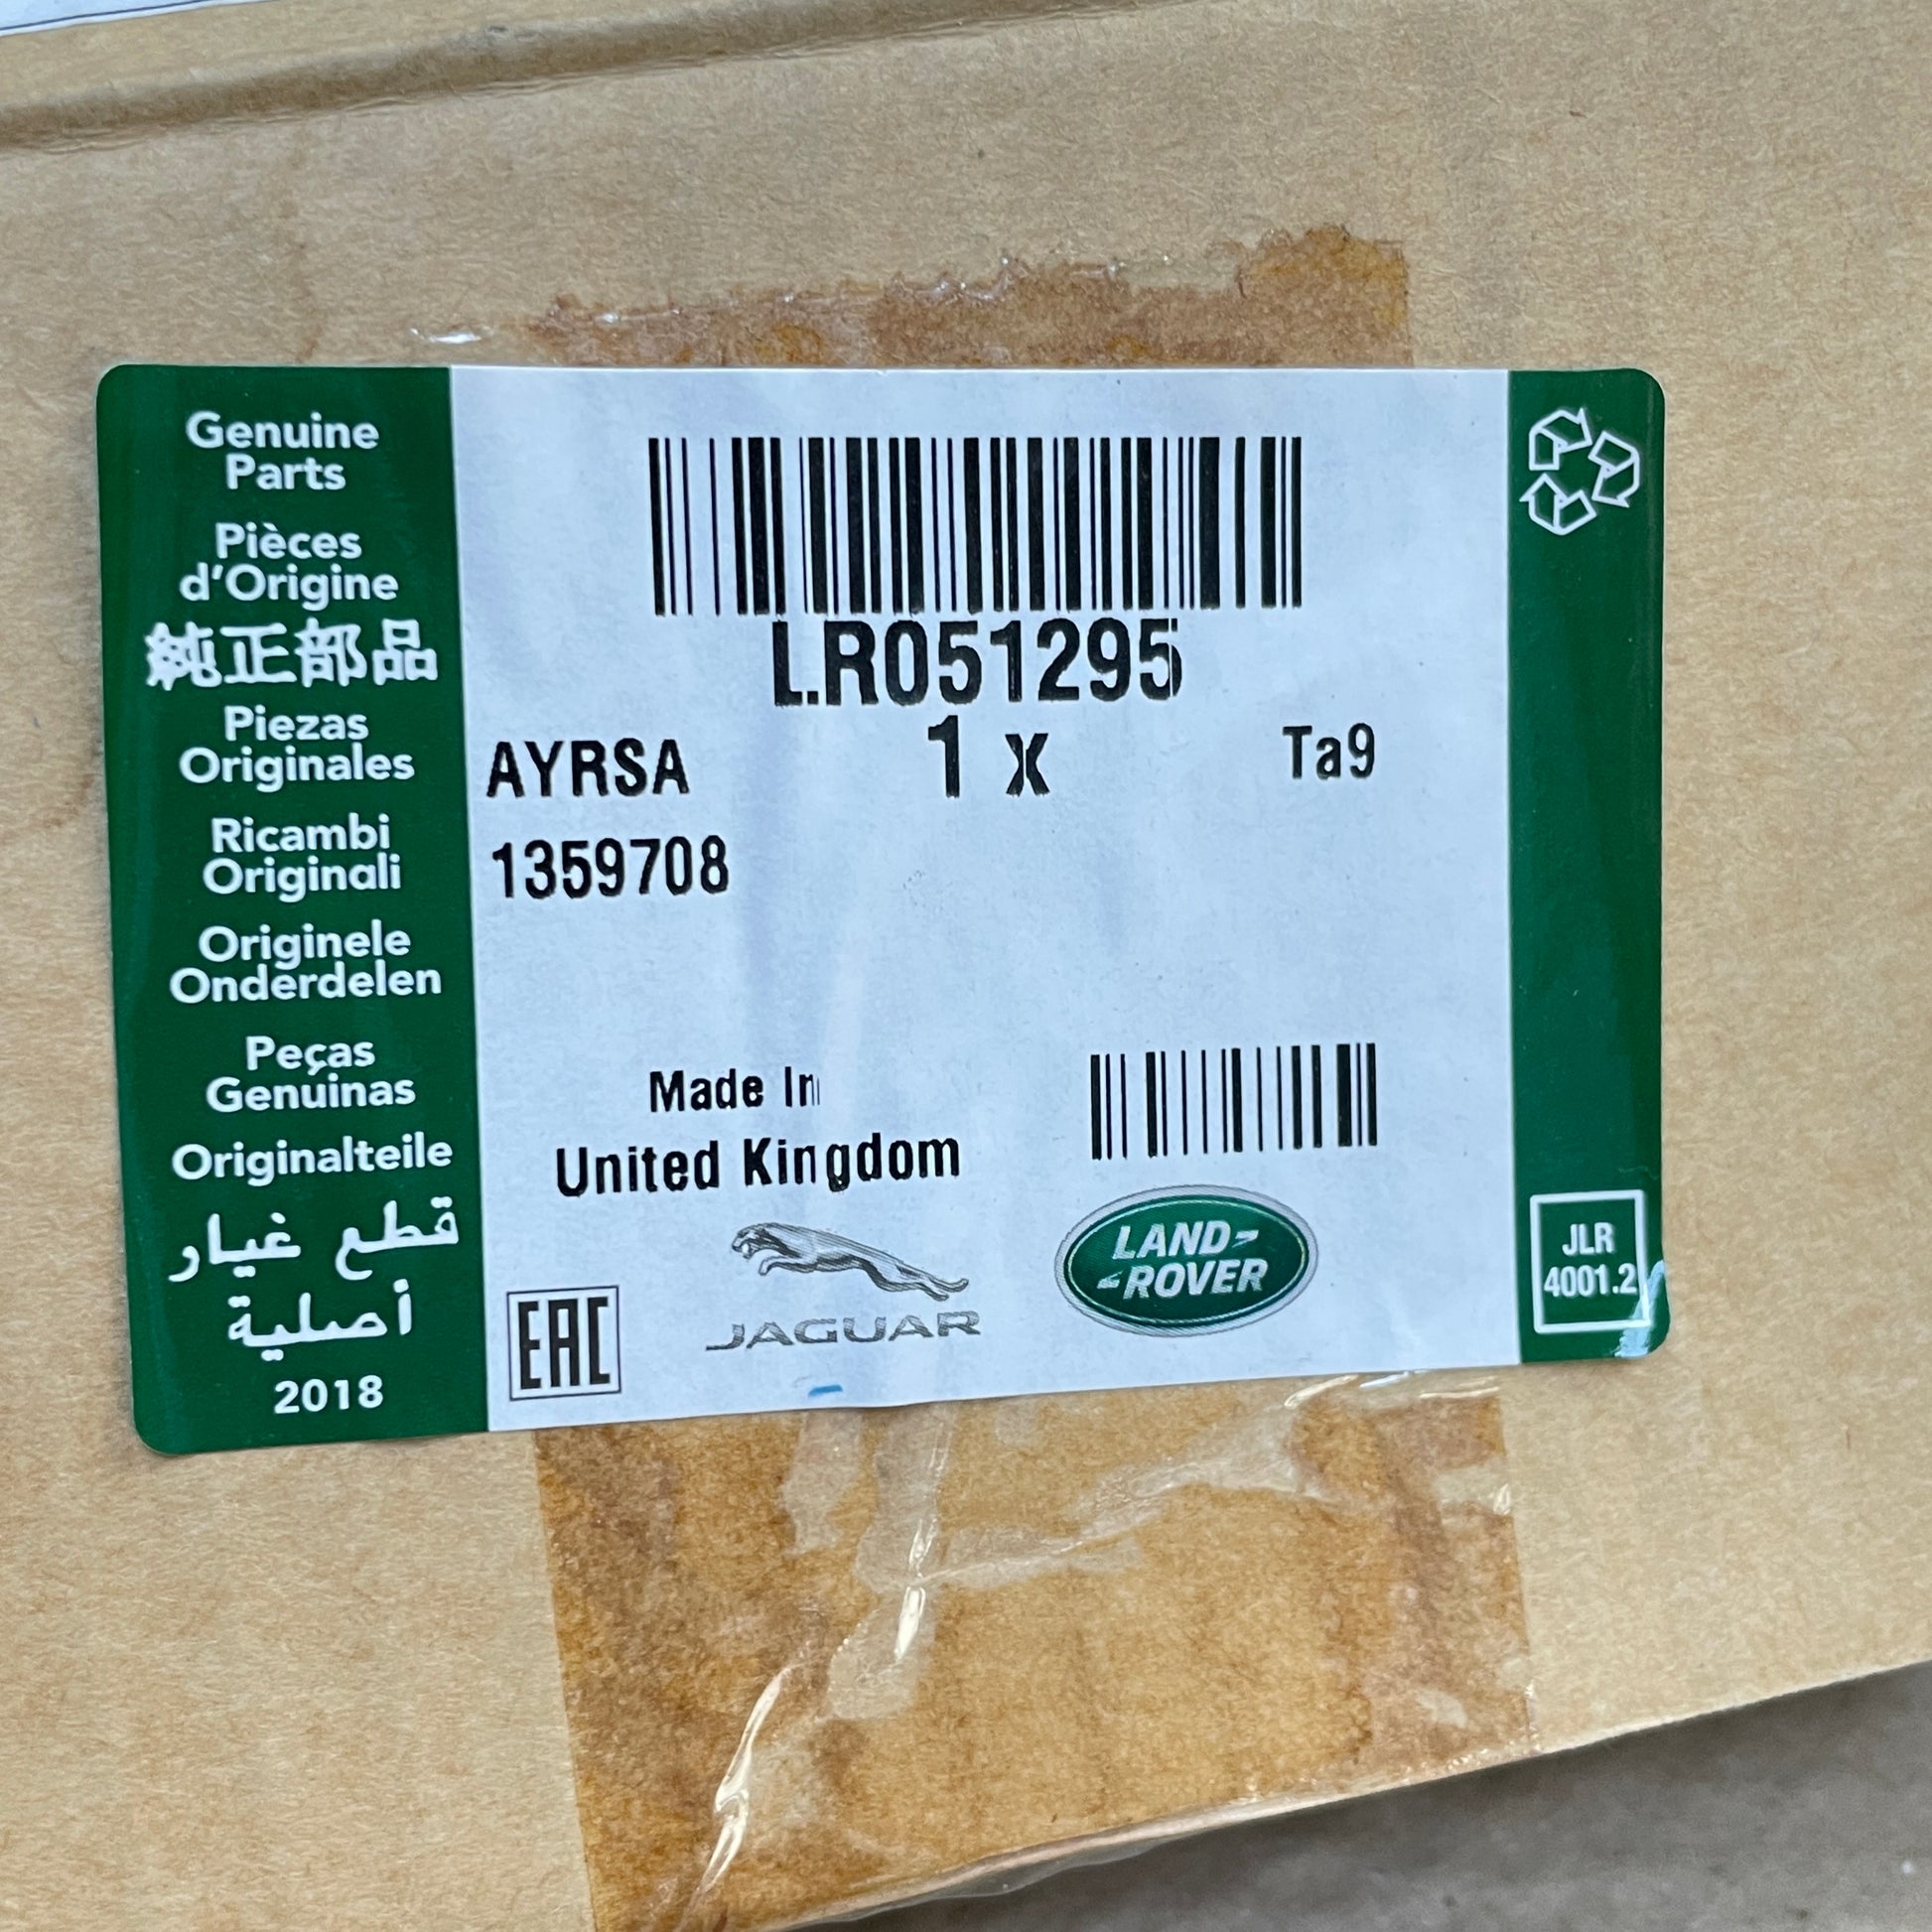 Genuine
Parts
Pièces
d'Origine
純正部品
Piezas
Originales
Ricambi
Originali
Originele
Onderdelen
Peças
Genuinas
Originalteile
قطع غيار
أصلية
2018
LR051295
AYRSA 1 x Ta9
1359708
Made In
United Kingdom
EAC
JAGUAR
LAND-
-ROVER
JLR
4001.2